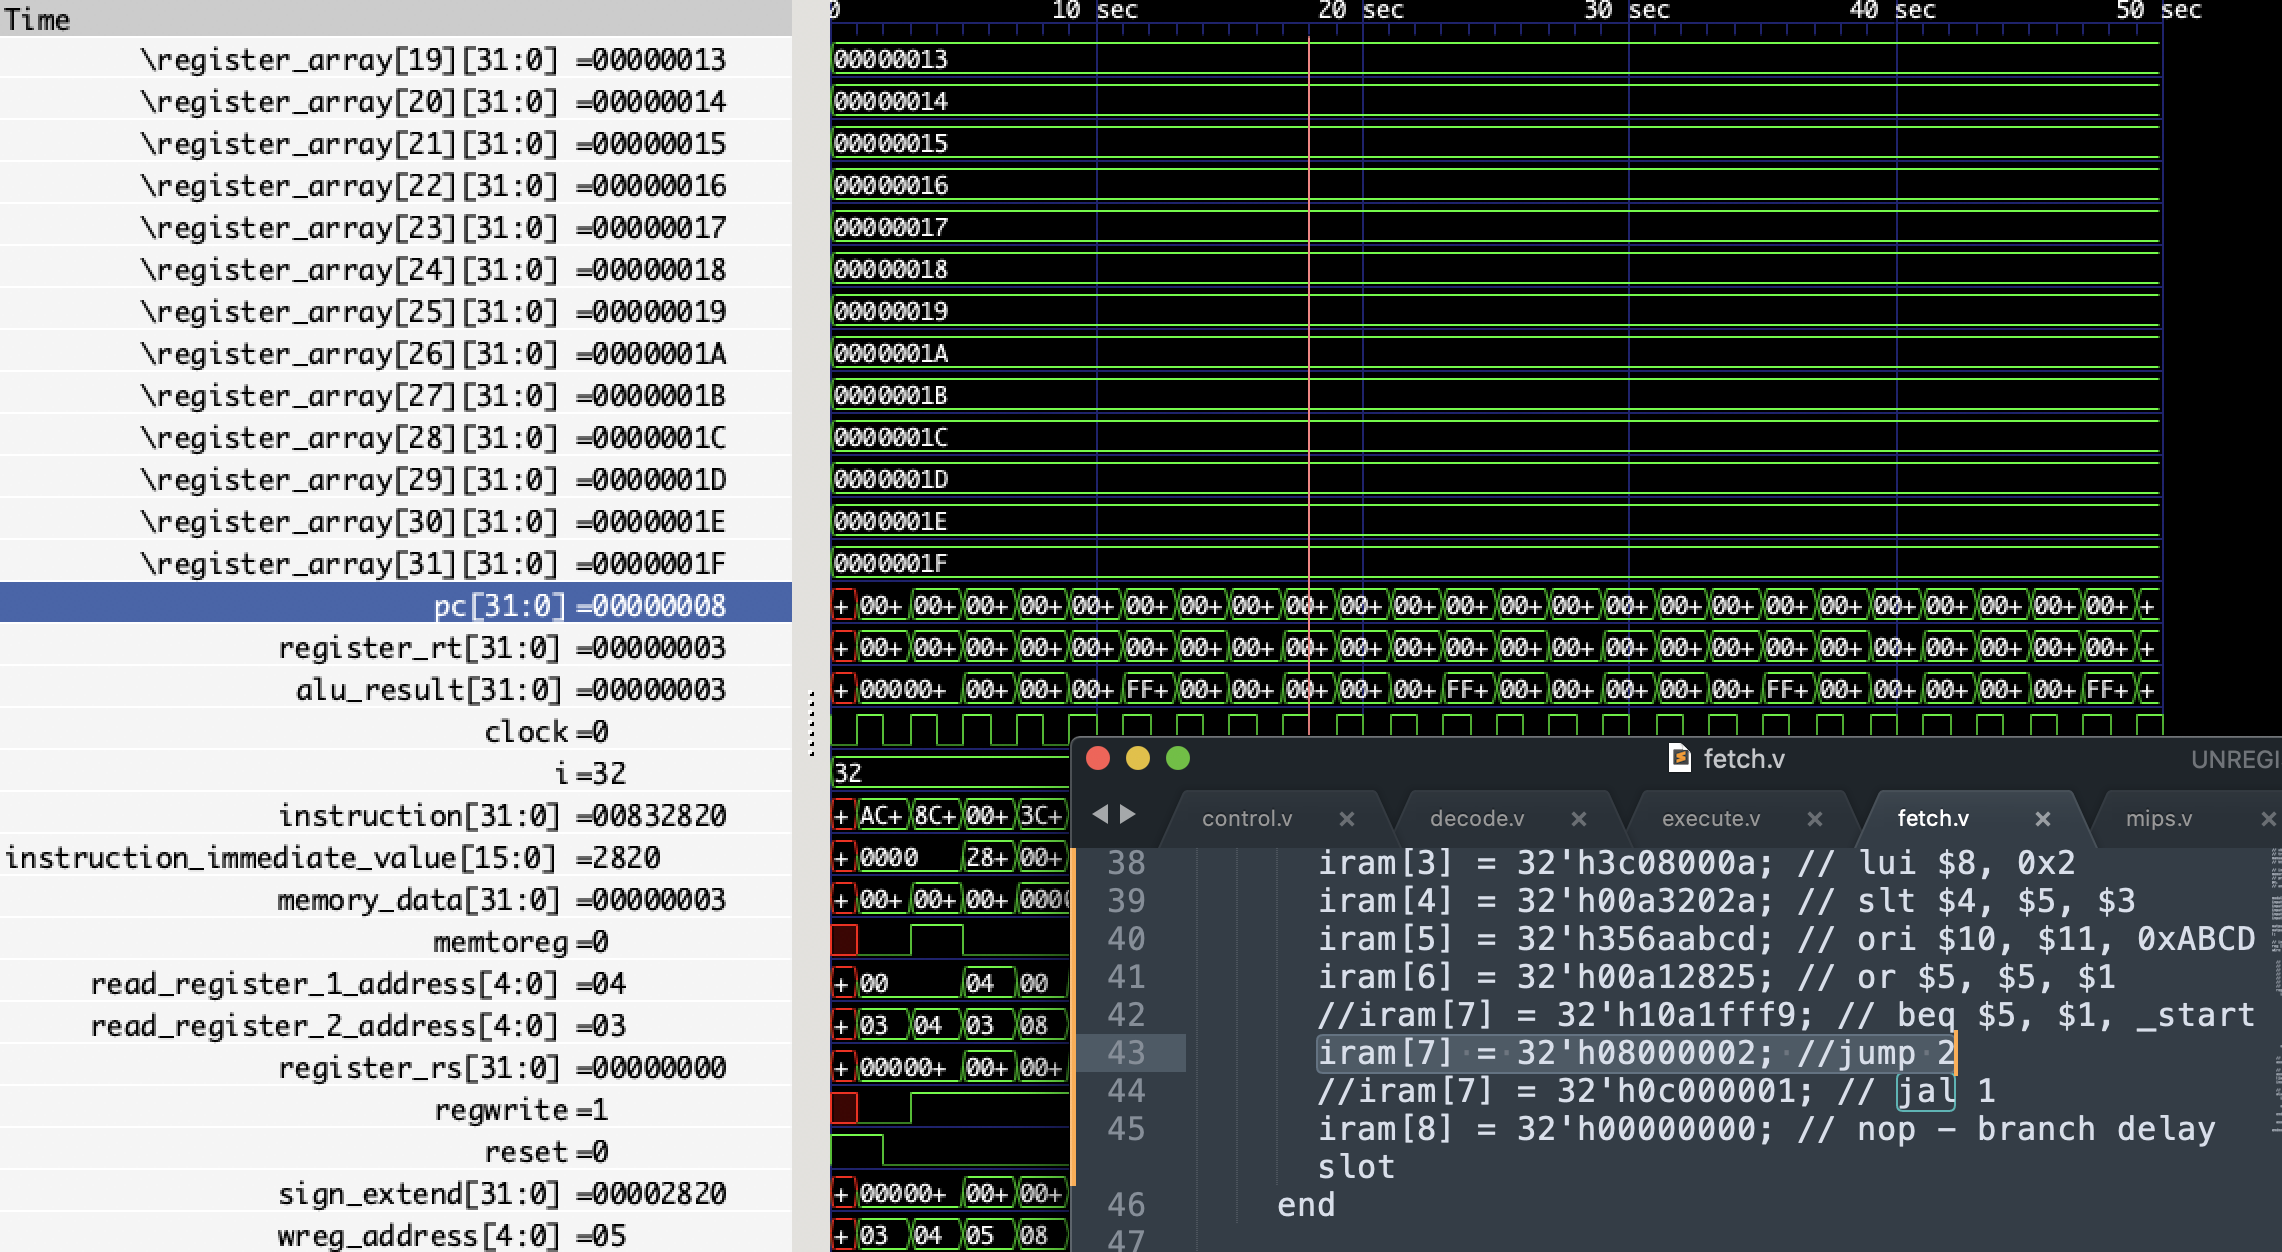 Time
0 10 sec 20 sec 30 sec 40 sec 50 sec
\register_array[19][31:0] =00000013 00000013
\register_array[20][31:0] =00000014 00000014
\register_array[21][31:0] =00000015 00000015
\register_array[22][31:0] =00000016 00000016
\register_array[23][31:0] =00000017 00000017
\register_array[24][31:0] =00000018 00000018
\register_array[25][31:0] =00000019 00000019
\register_array[26][31:0] =0000001A 0000001A
\register_array[27][31:0] =0000001B 0000001B
\register_array[28][31:0] =0000001C 0000001C
\register_array[29][31:0] =0000001D 0000001D
\register_array[30][31:0] =0000001E 0000001E
\register_array[31][31:0] =0000001F 0000001F
pc[31:0] =00000008 + 00+ 00+ 00+ 00+ 00+ 00+ 00+ 00+ 00+ 00+ 00+ 00+ 00+ 00+ 00+ 00+ 00+ 00+ 00+ 00+ 00+ 00+ 00+ +
register_rt[31:0] =00000003 + 00+ 00+ 00+ 00+ 00+ 00+ 00+ 00+ 00+ 00+ 00+ 00+ 00+ 00+ 00+ 00+ 00+ 00+ 00+ 00+ 00+ 00+ 00+ +
alu_result[31:0] =00000003 + 00000+ 00+ 00+ 00+ FF+ 00+ 00+ 00+ 00+ 00+ FF+ 00+ 00+ 00+ 00+ 00+ FF+ 00+ 00+ 00+ 00+ 00+ FF+ +
clock =0
i =32 32
instruction[31:0] =00832820 + AC+ 8C+ 00+ 3C+
instruction_immediate_value[15:0] =2820 + 0000 28+ 00+
memory_data[31:0] =00000003 + 00+ 00+ 00+ 0000
memtoreg =0
read_register_1_address[4:0] =04 + 00 04 00
read_register_2_address[4:0] =03 + 03 04 03 08
register_rs[31:0] =00000000 + 00000+ 00+ 00+
regwrite =1
reset =0
sign_extend[31:0] =00002820 + 00000+ 00+ 00+
wreg_address[4:0] =05 + 03 04 05 08
fetch.v UNREGI
control.v × decode.v × execute.v × fetch.v × mips.v ×
38 iram[3] = 32'h3c08000a; // lui $8, 0x2
39 iram[4] = 32'h00a3202a; // slt $4, $5, $3
40 iram[5] = 32'h356aabcd; // ori $10, $11, 0xABCD
41 iram[6] = 32'h00a12825; // or $5, $5, $1
42 //iram[7] = 32'h10a1fff9; // beq $5, $1, _start
43 iram[7] = 32'h08000002; //jump 2
44 //iram[7] = 32'h0c000001; // jal 1
45 iram[8] = 32'h00000000; // nop – branch delay
slot
46 end
47